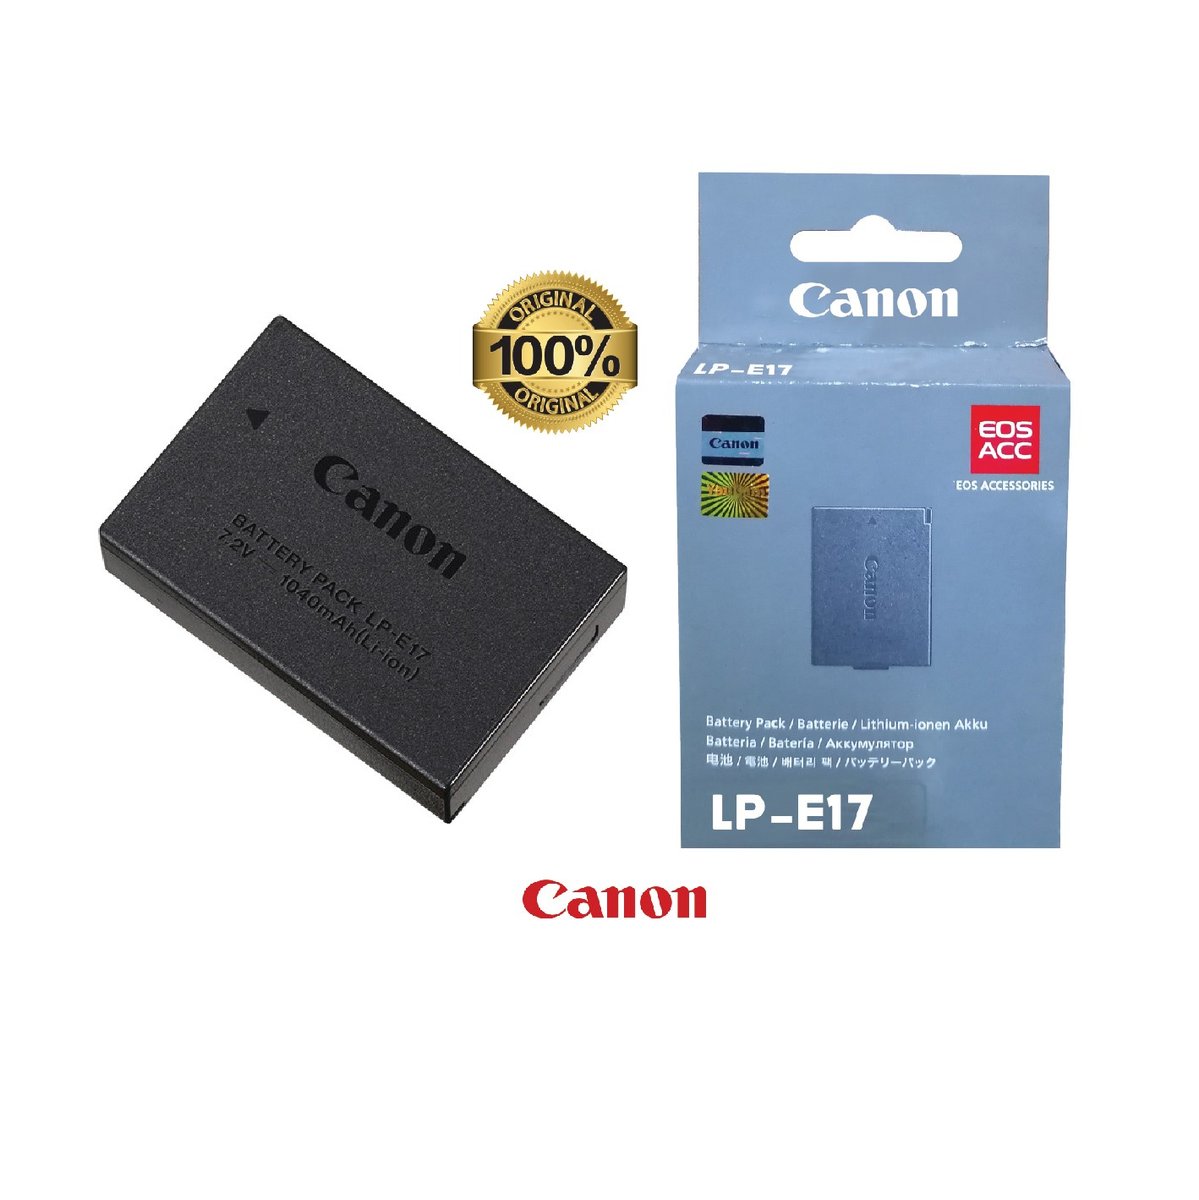 ORIGINAL
100%
ORIGINAL
Canon
BATTERY PACK LP-E17
7.2V ⎓ 1040mAh(Li-ion)
Canon
LP-E17
Canon
EOS
ACC
EOS ACCESSORIES
Canon
Battery Pack / Batterie / Lithium-ionen Akku
Batteria / Batería / Аккумулятор
电池 / 電池 / 배터리 팩 / バッテリーパック
LP-E17
Canon